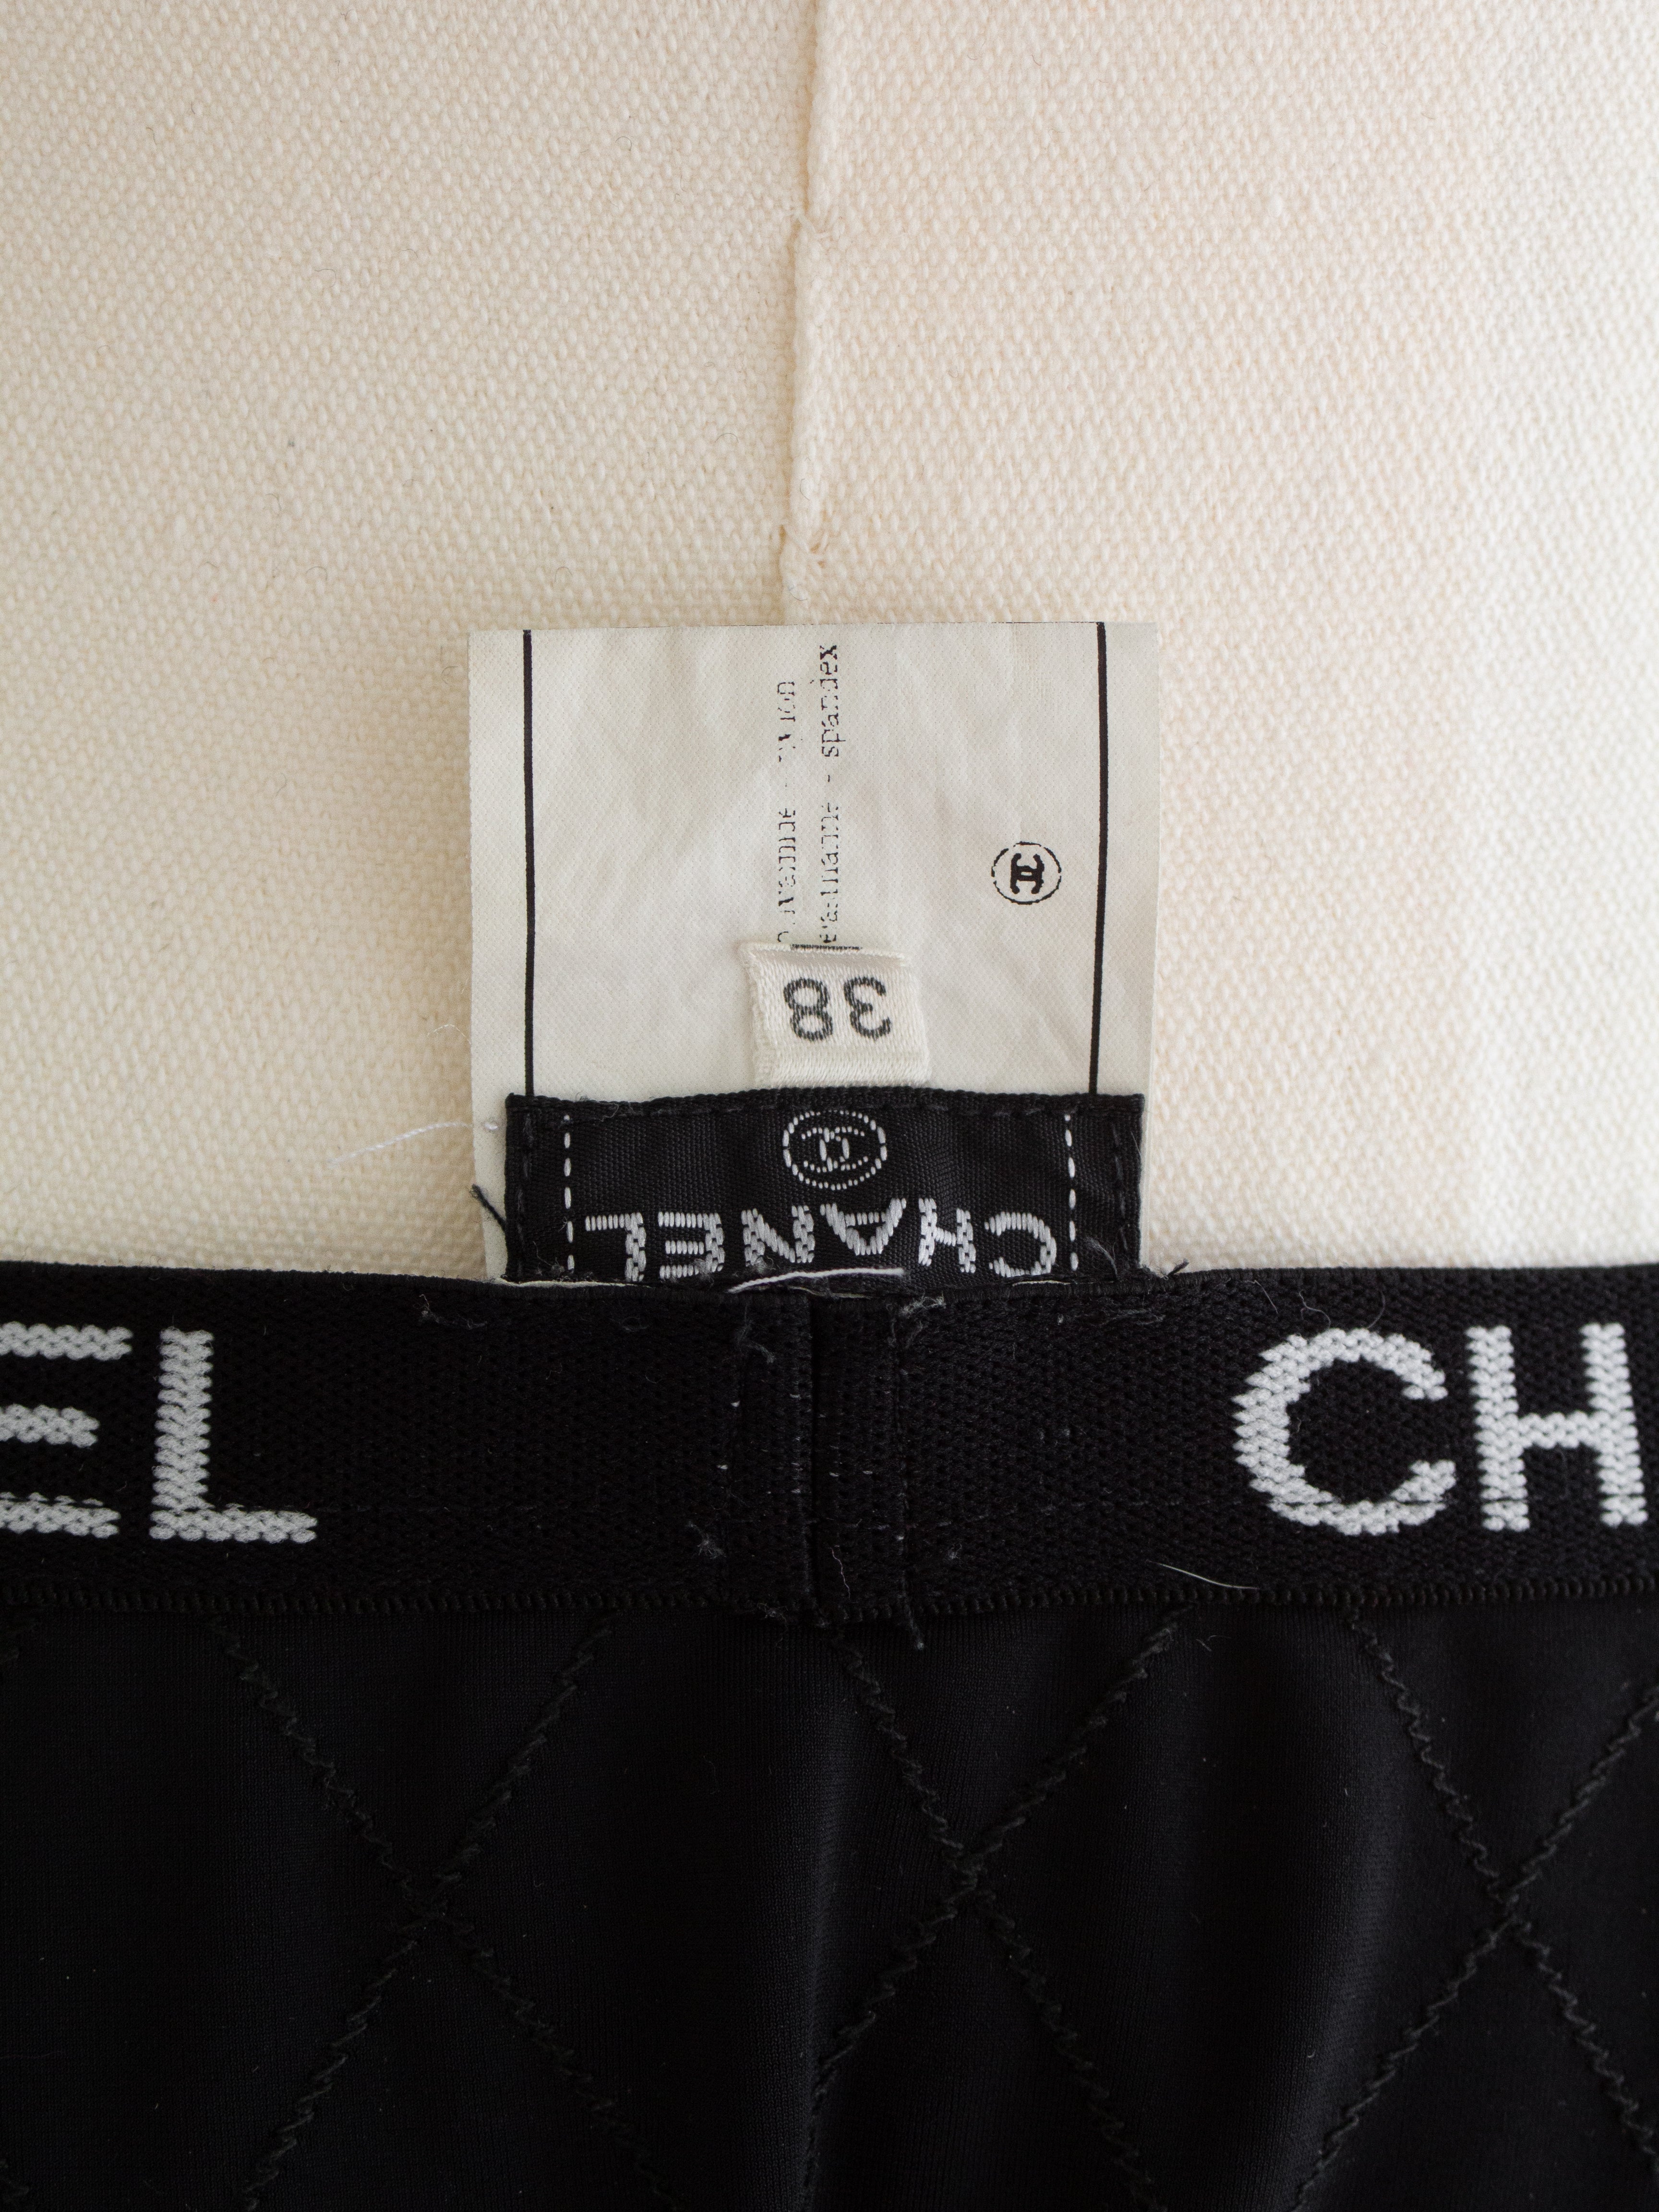 - spandex
38
CHANEL
EL
CH